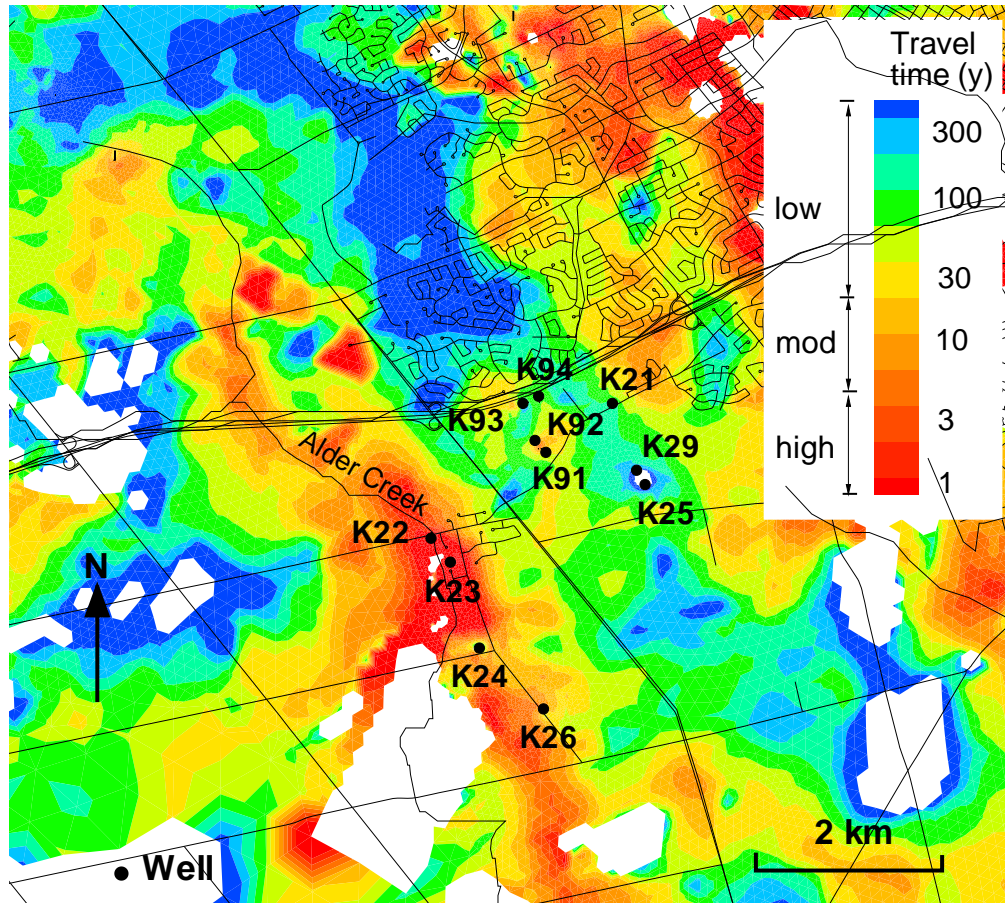 Travel
time (y)
300
100
low
30
mod
10
3
high
1
K94
K21
K93
K92
K91
K29
K25
Alder Creek
K22
K23
N
K24
K26
2 km
Well